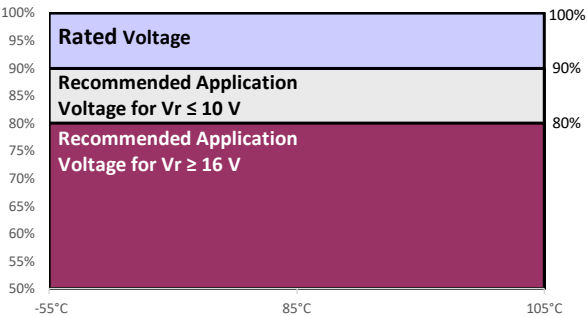 100%
100%
Rated Voltage
95%
90%
90%
Recommended Application
Voltage for Vr ≤ 10 V
85%
80%
80%
Recommended Application
Voltage for Vr ≥ 16 V
75%
70%
65%
60%
55%
50%
-55°C
85°C
105°C